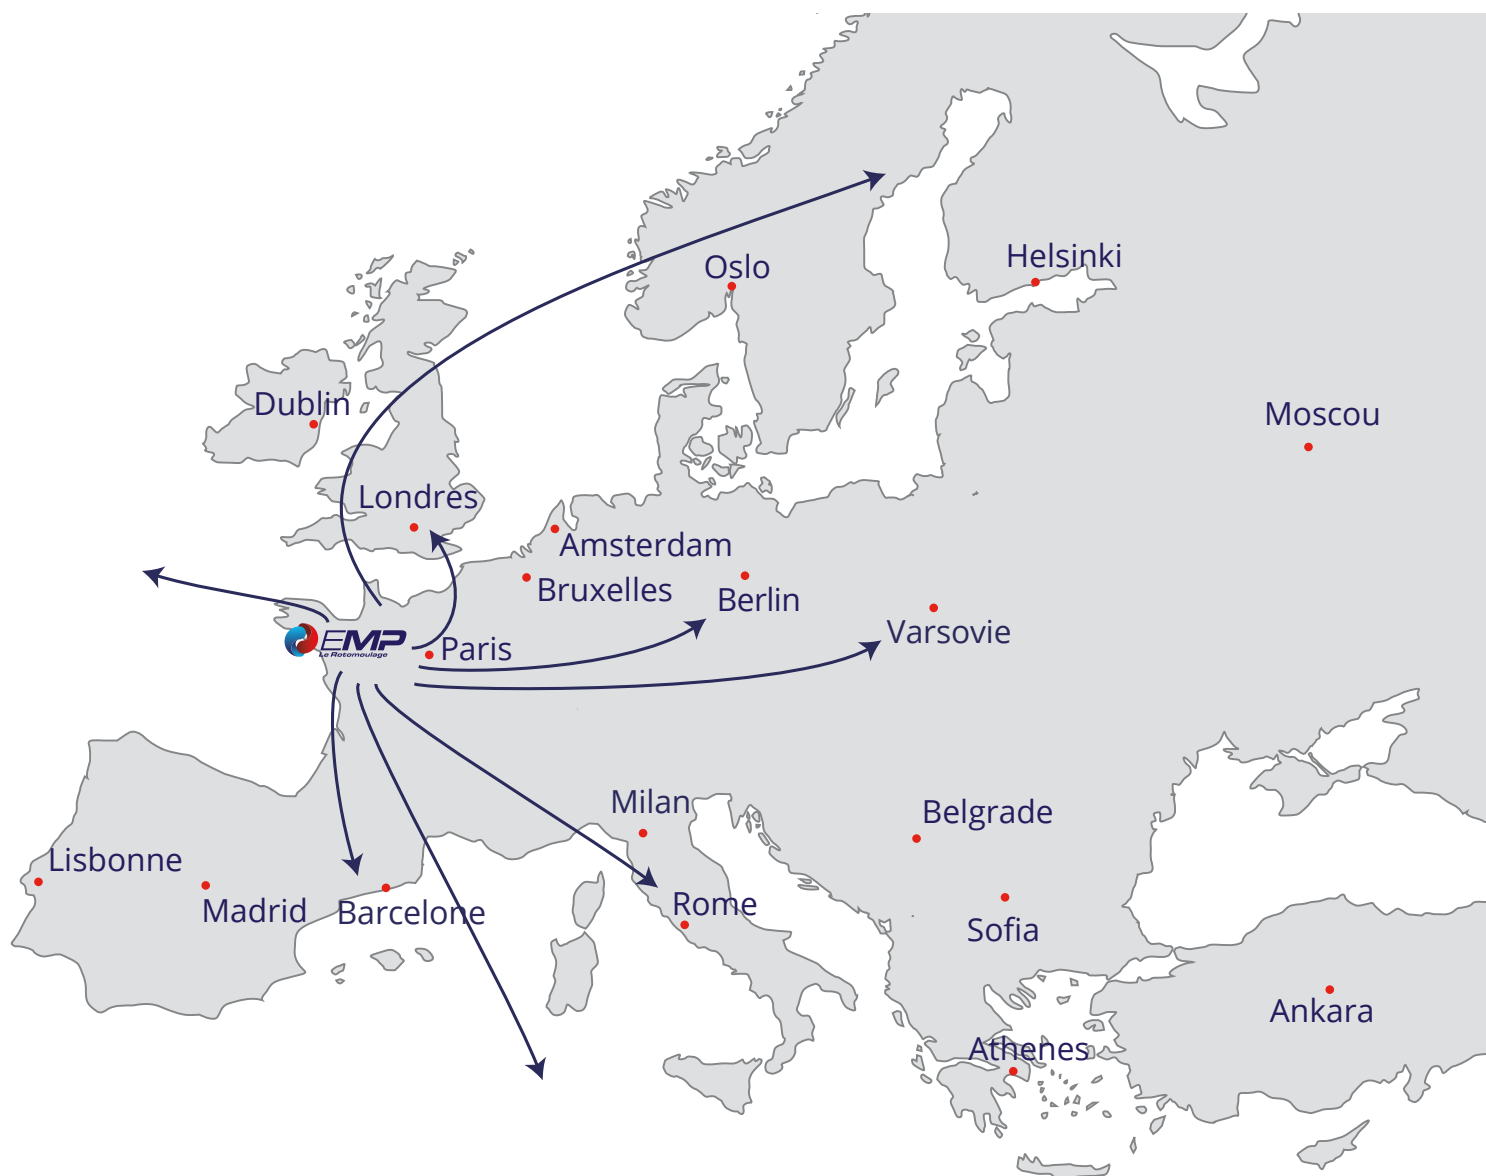 Helsinki
Oslo
Dublin
Moscou
Londres
Amsterdam
Bruxelles
Berlin
Varsovie
EMP
Le Rotomoulage
Paris
Milan
Belgrade
Lisbonne
Madrid
Barcelone
Rome
Sofia
Ankara
Athenes